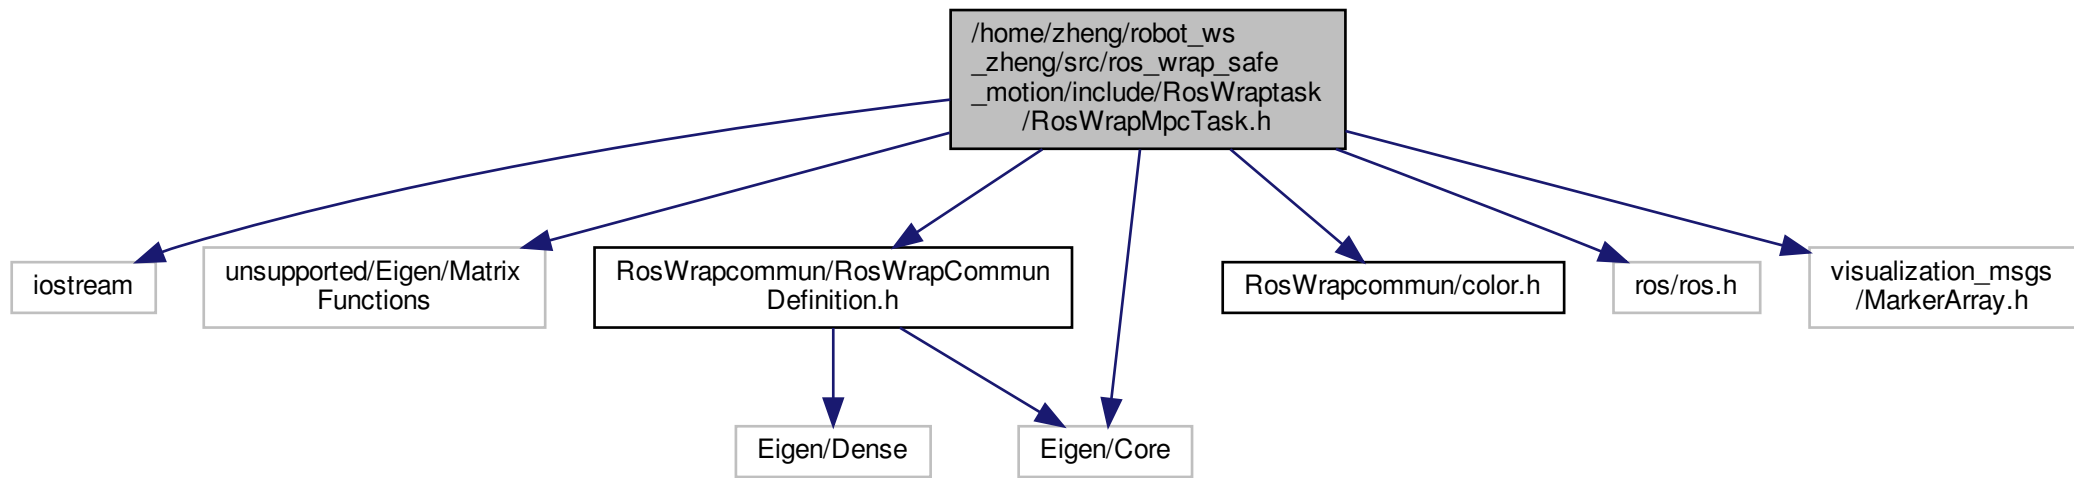 /home/zheng/robot_ws
_zheng/src/ros_wrap_safe
_motion/include/RosWraptask
/RosWrapMpcTask.h
iostream
unsupported/Eigen/Matrix
Functions
RosWrapcommun/RosWrapCommun
Definition.h
RosWrapcommun/color.h
ros/ros.h
visualization_msgs
/MarkerArray.h
Eigen/Dense
Eigen/Core